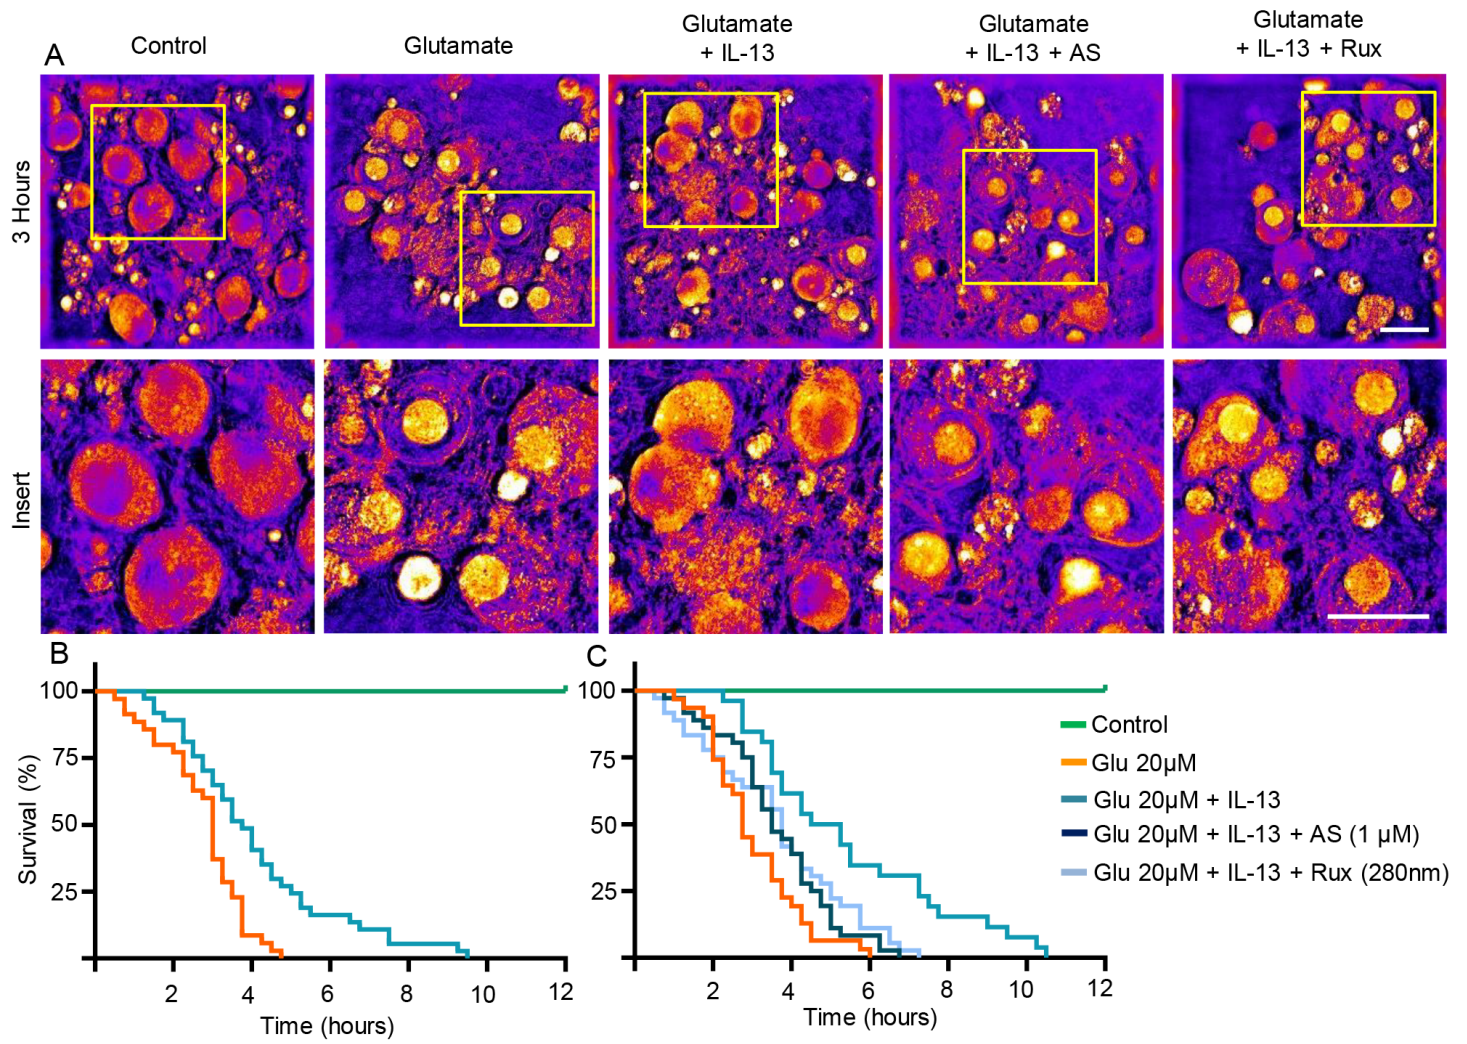 A
Control
Glutamate
Glutamate
+ IL-13
Glutamate
+ IL-13 + AS
Glutamate
+ IL-13 + Rux
3 Hours
Insert
B
Survival (%)
100
75
50
25
2 4 6 8 10 12
Time (hours)
C
100
75
50
25
2 4 6 8 10 12
Time (hours)
Control
Glu 20µM
Glu 20µM + IL-13
Glu 20µM + IL-13 + AS (1 µM)
Glu 20µM + IL-13 + Rux (280nm)